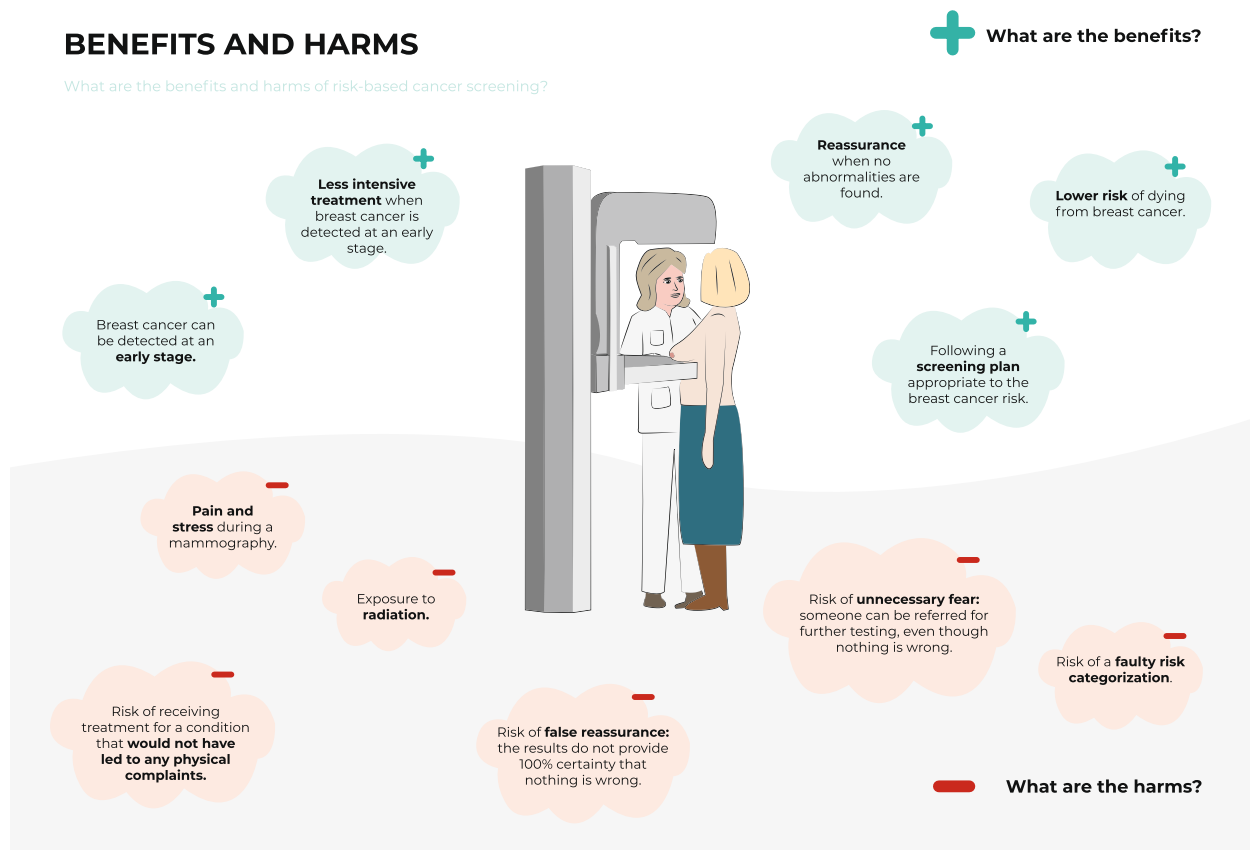 BENEFITS AND HARMS
What are the benefits and harms of risk-based cancer screening?
What are the benefits?
Less intensive
treatment when
breast cancer is
detected at an early
stage.
Reassurance
when no
abnormalities are
found.
Lower risk of dying
from breast cancer.
Breast cancer can
be detected at an
early stage.
Following a
screening plan
appropriate to the
breast cancer risk.
Pain and
stress during a
mammography.
Exposure to
radiation.
Risk of unnecessary fear:
someone can be referred for
further testing, even though
nothing is wrong.
Risk of a faulty risk
categorization.
Risk of receiving
treatment for a condition
that would not have
led to any physical
complaints.
Risk of false reassurance:
the results do not provide
100% certainty that
nothing is wrong.
What are the harms?